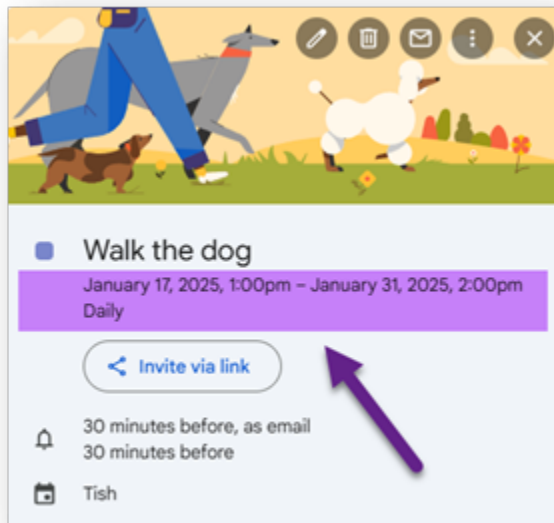 Walk the dog
January 17, 2025, 1:00pm – January 31, 2025, 2:00pm
Daily
Invite via link
30 minutes before, as email
30 minutes before
Tish